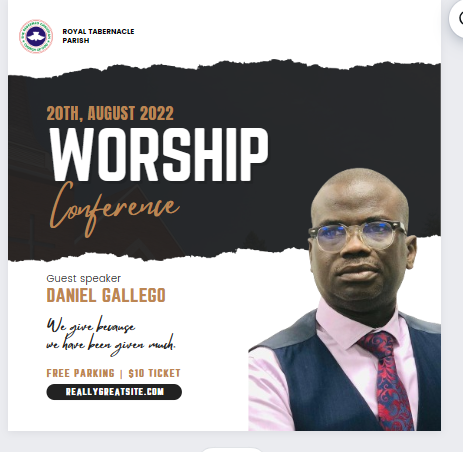 ROYAL TABERNACLE
PARISH
20TH, AUGUST 2022
WORSHIP
Conference
Guest speaker
DANIEL GALLEGO
We give because
we have been given much.
FREE PARKING | $10 TICKET
REALLYGREATSITE.COM